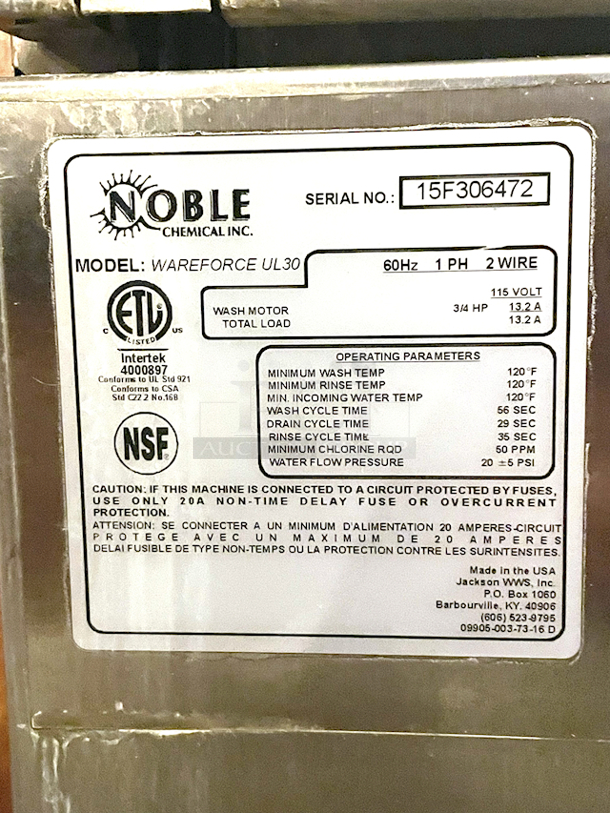 NOBLE
CHEMICAL INC.
SERIAL NO.: 15F306472
MODEL: WAREFORCE UL30
60Hz 1 PH 2 WIRE
115 VOLT
WASH MOTOR 3/4 HP 13.2 A
TOTAL LOAD 13.2 A
C ETL US
LISTED
Intertek
4000897
Conforms to UL Std 921
Conforms to CSA
Std C22.2 No.168
NSF
OPERATING PARAMETERS
MINIMUM WASH TEMP 120°F
MINIMUM RINSE TEMP 120°F
MIN. INCOMING WATER TEMP 120°F
WASH CYCLE TIME 56 SEC
DRAIN CYCLE TIME 29 SEC
RINSE CYCLE TIME 35 SEC
MINIMUM CHLORINE RQD 50 PPM
WATER FLOW PRESSURE 20 ±5 PSI
CAUTION: IF THIS MACHINE IS CONNECTED TO A CIRCUIT PROTECTED BY FUSES,
USE ONLY 20A NON-TIME DELAY FUSE OR OVERCURRENT
PROTECTION.
ATTENTION: SE CONNECTER A UN MINIMUM D'ALIMENTATION 20 AMPERES-CIRCUIT
PROTEGE AVEC UN MAXIMUM DE 20 AMPERES
DELAI FUSIBLE DE TYPE NON-TEMPS OU LA PROTECTION CONTRE LES SURINTENSITES.
Made in the USA
Jackson WWS, Inc.
P.O. Box 1060
Barbourville, KY. 40906
(606) 523-9795
09905-003-73-16 D